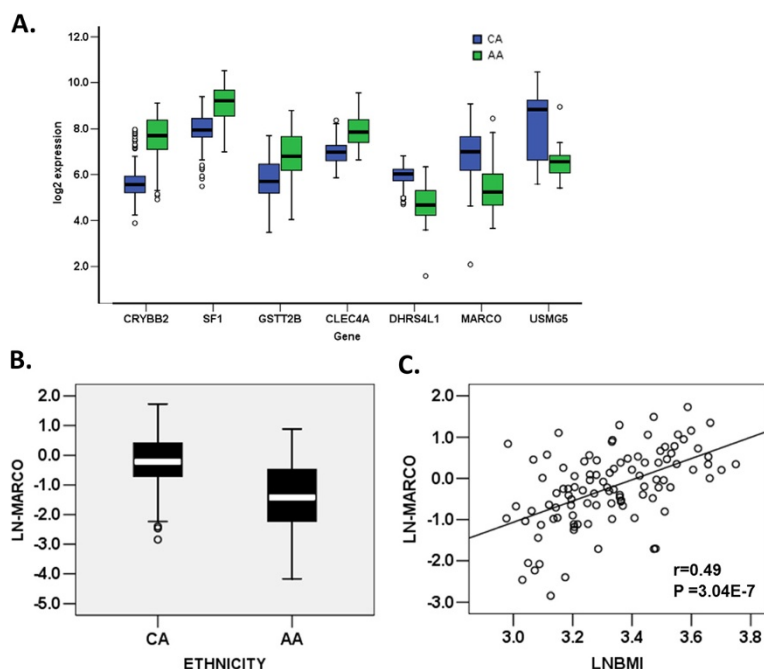 A.
CA
AA
12.0
10.0
8.0
6.0
4.0
2.0
log2 expression
CRYBB2 SF1 GSTT2B CLEC4A DHRS4L1 MARCO USMG5
Gene
B.
2.0
1.0
0.0
-1.0
-2.0
-3.0
-4.0
-5.0
LN-MARCO
CA AA
ETHNICITY
C.
2.0
1.0
0.0
-1.0
-2.0
-3.0
LN-MARCO
r=0.49
P =3.04E-7
3.0 3.2 3.4 3.6 3.8
LNBMI